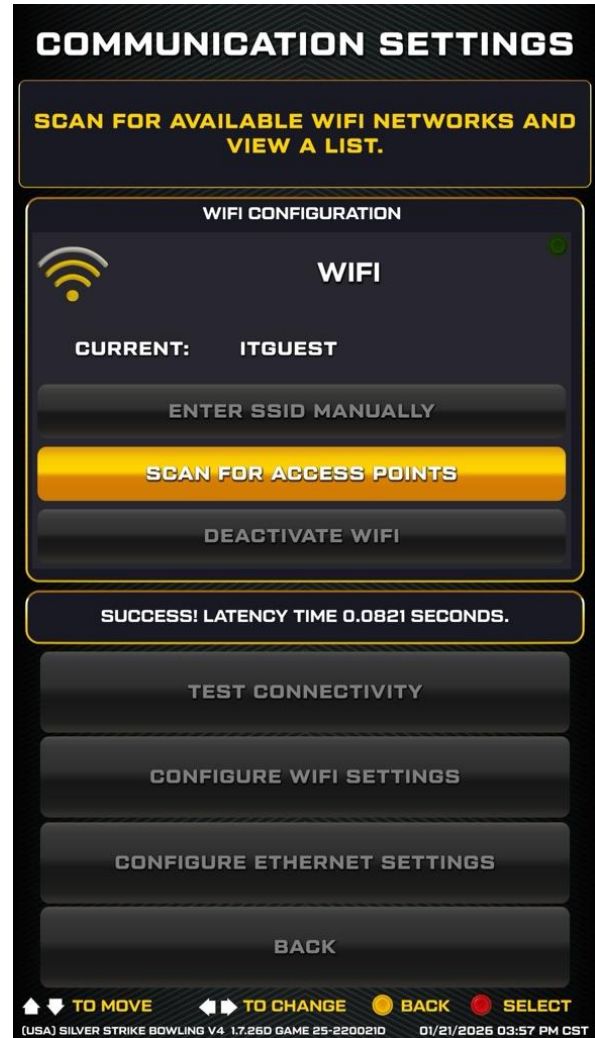 COMMUNICATION SETTINGS
SCAN FOR AVAILABLE WIFI NETWORKS AND
VIEW A LIST.
WIFI CONFIGURATION
WIFI
CURRENT: ITGUEST
ENTER SSID MANUALLY
SCAN FOR ACCESS POINTS
DEACTIVATE WIFI
SUCCESS! LATENCY TIME 0.0821 SECONDS.
TEST CONNECTIVITY
CONFIGURE WIFI SETTINGS
CONFIGURE ETHERNET SETTINGS
BACK
TO MOVE TO CHANGE BACK SELECT
(USA) SILVER STRIKE BOWLING V4 1.7.26D GAME 25-220021D 01/21/2026 03:57 PM CST